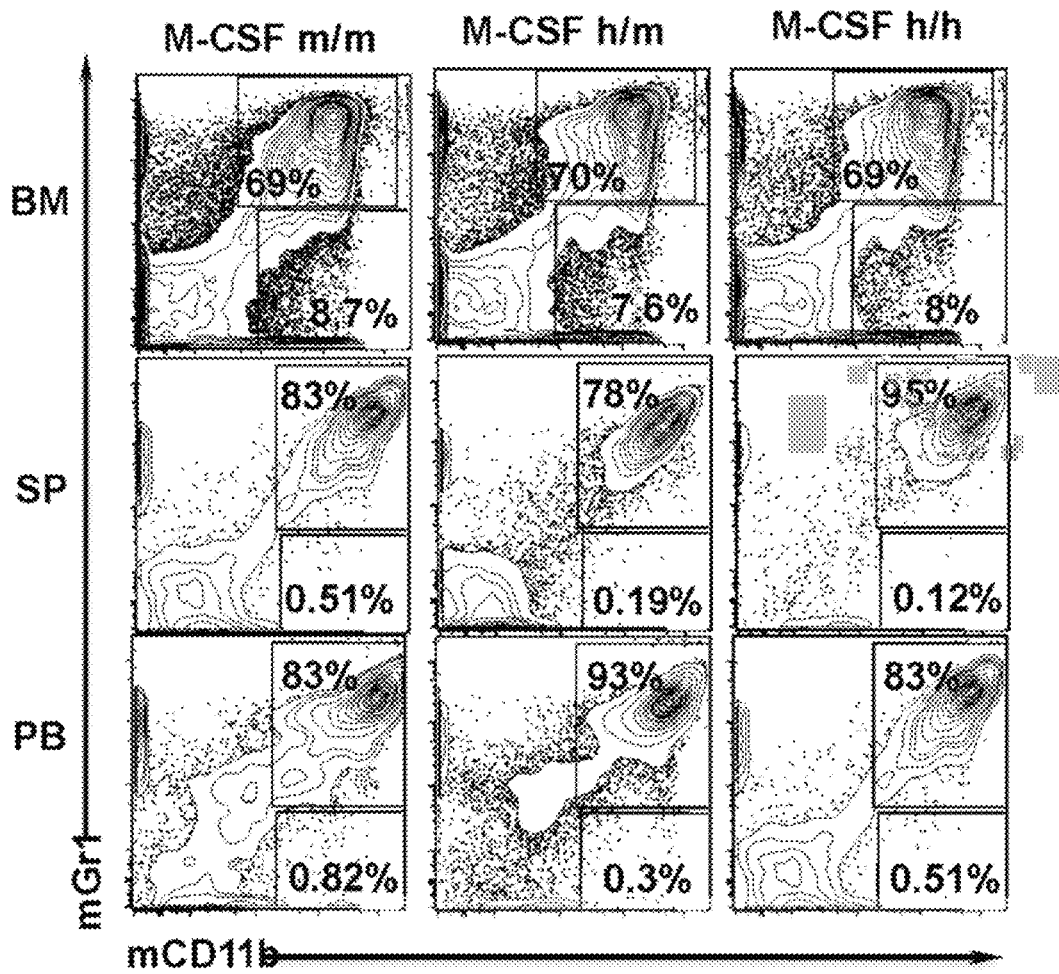 M-CSF m/m M-CSF h/m M-CSF h/h
BM
69% 70% 69%
8.7% 7.6% 8%
SP
83% 78% 95%
0.51% 0.19% 0.12%
PB
83% 93% 83%
0.82% 0.3% 0.51%
mGr1
mCD11b